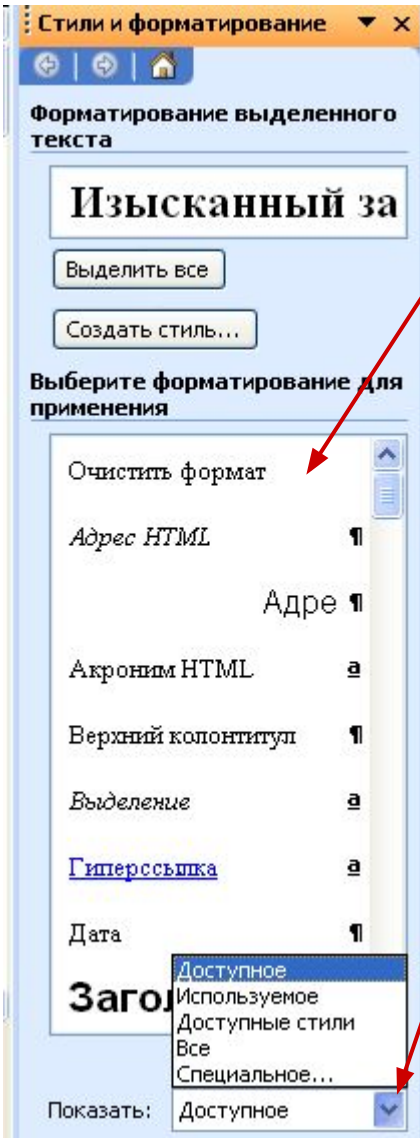 Стили и форматирование
Форматирование выделенного
текста
Изысканный за
Выделить все
Создать стиль...
Выберите форматирование для
применения
Очистить формат
Адрес HTML ¶
Адре ¶
Акроним HTML a
Верхний колонтитул ¶
Выделение a
Гиперссылка a
Дата ¶
Загол
Доступное
Используемое
Доступные стили
Все
Специальное...
Показать: Доступное